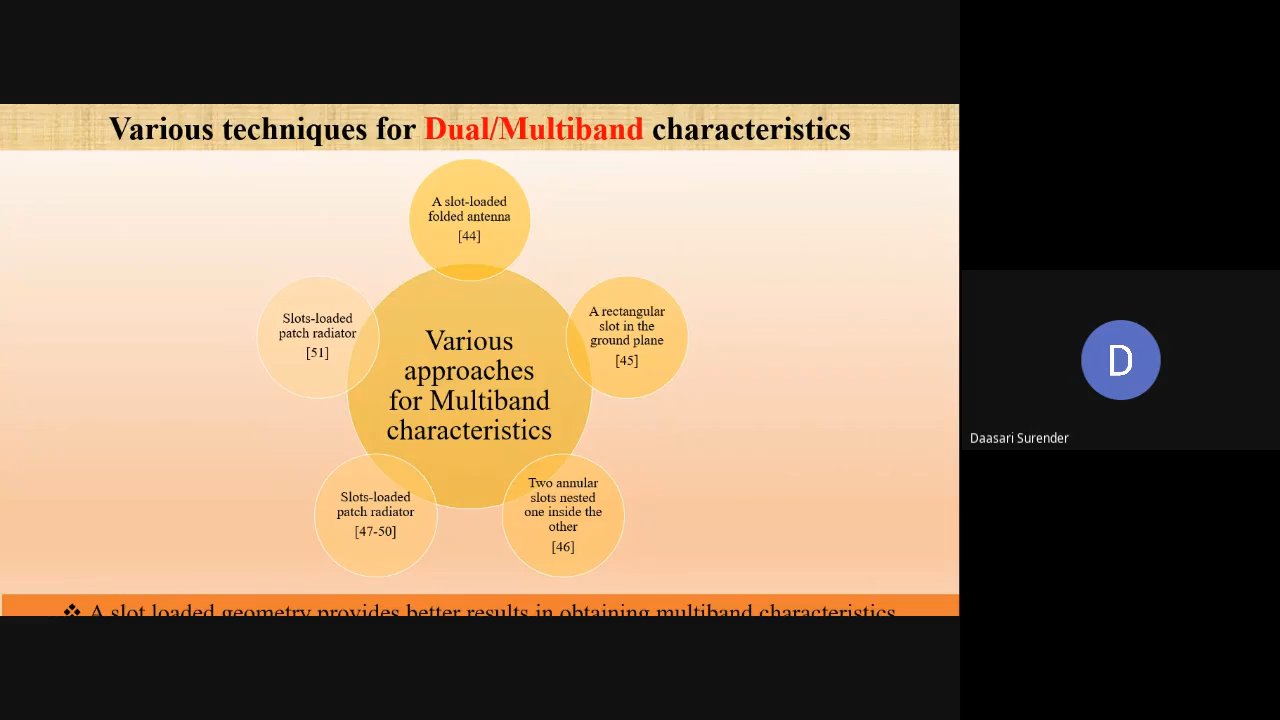 Various techniques for Dual/Multiband characteristics
A slot-loaded
folded antenna
[44]
A rectangular
slot in the
ground plane
[45]
Two annular
slots nested
one inside the
other
[46]
Slots-loaded
patch radiator
[47-50]
Slots-loaded
patch radiator
[51]
Various
approaches
for Multiband
characteristics
❖ A slot loaded geometry provides better results in obtaining multiband characteristics
D
Daasari Surender